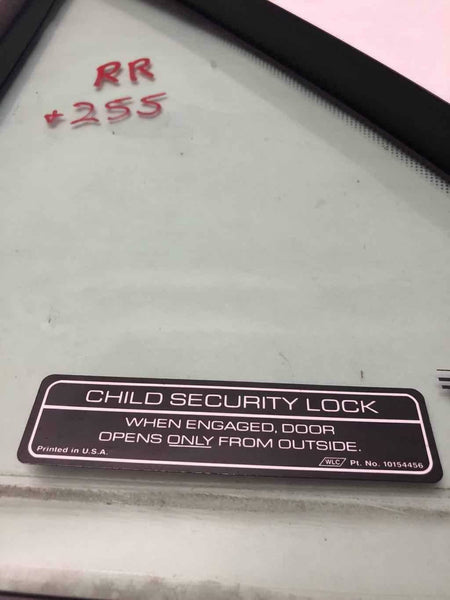 RR
+255
CHILD SECURITY LOCK
WHEN ENGAGED, DOOR
OPENS ONLY FROM OUTSIDE.
Printed in U.S.A.
WLC Pt. No. 10154456